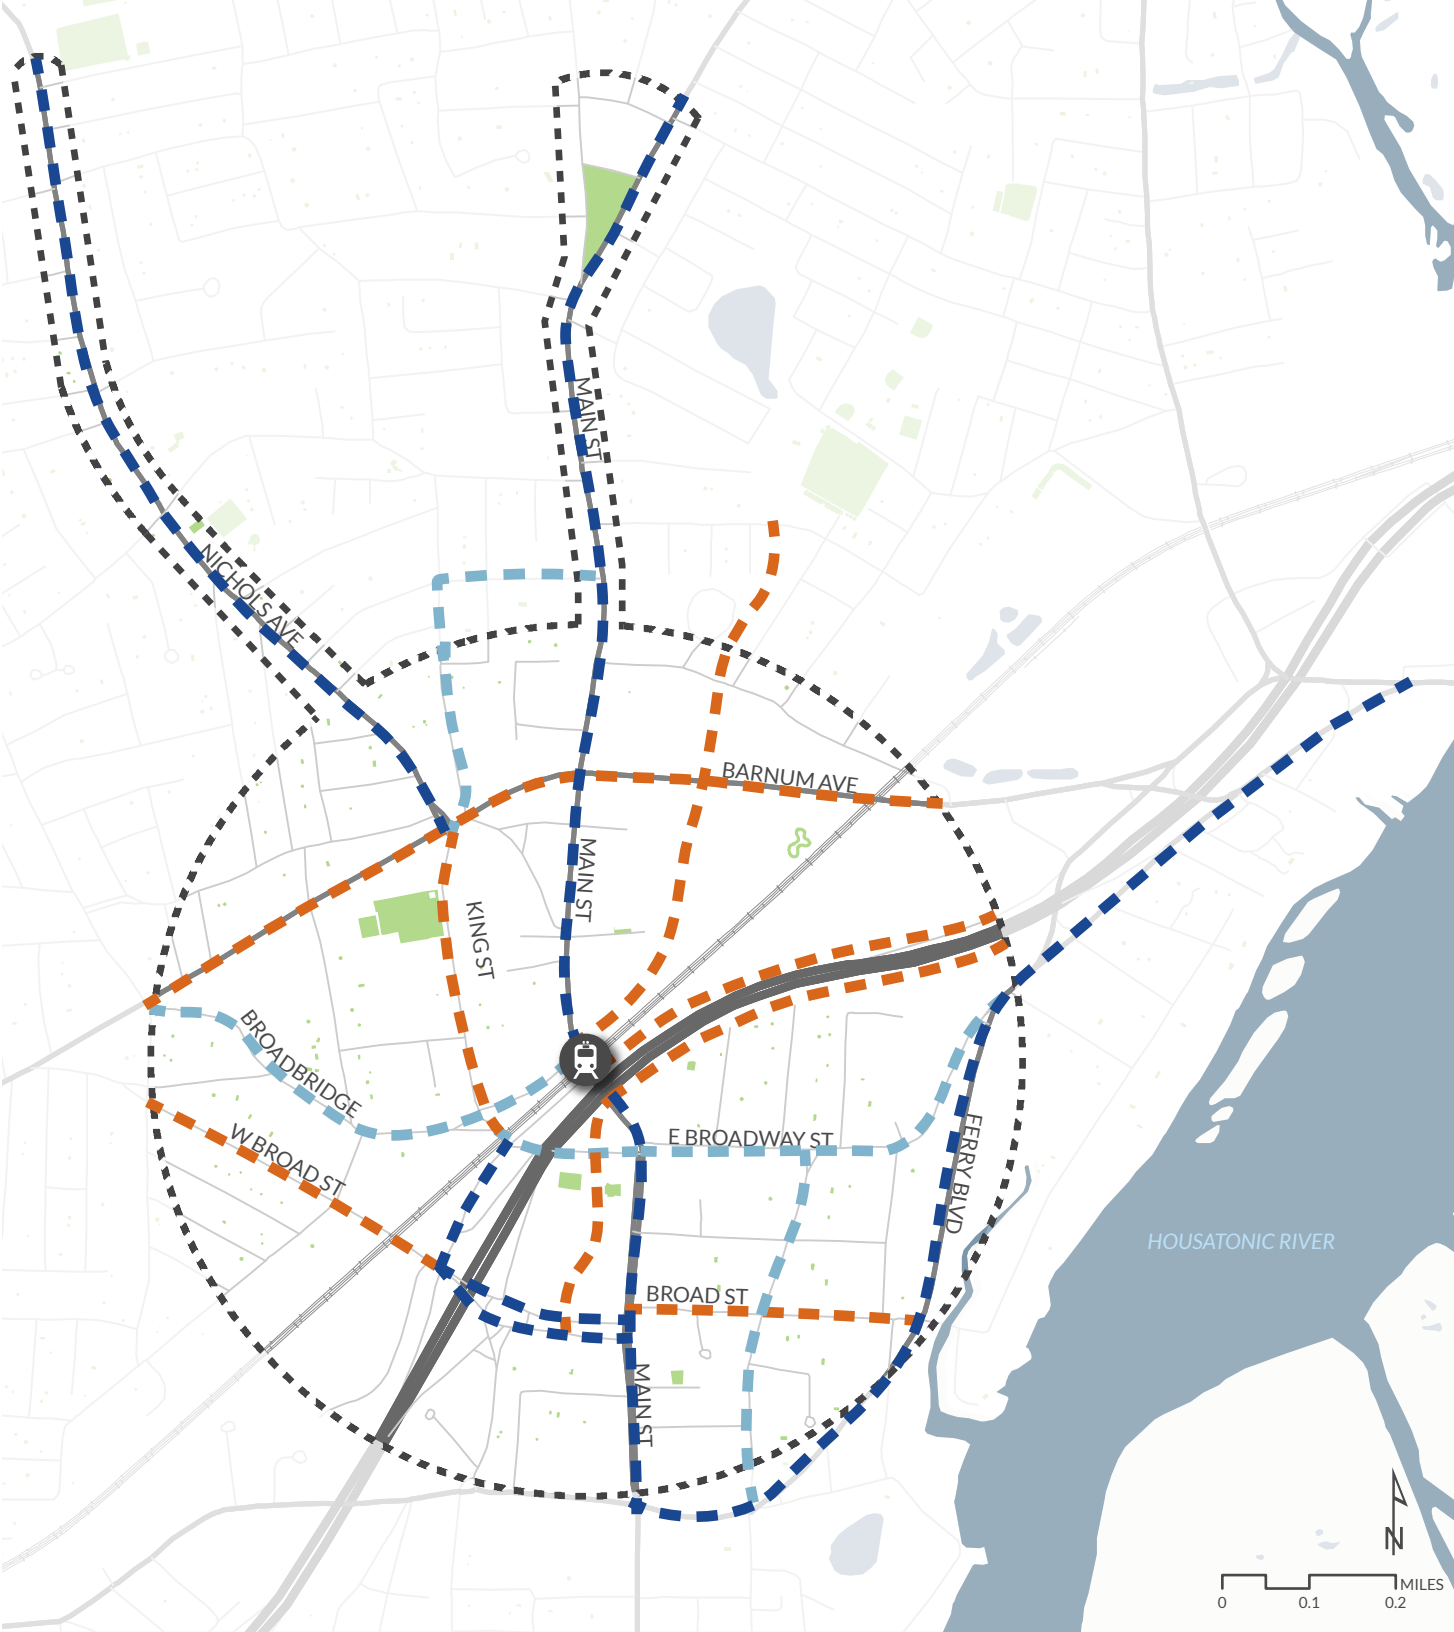 MAIN ST
NICHOLS AVE
BARNUM AVE
MAIN ST
KING ST
BROADBRIDGE
W BROAD ST
E BROADWAY ST
FERRY BLVD
HOUSATONIC RIVER
BROAD ST
MAIN ST
N
MILES
0 0.1 0.2